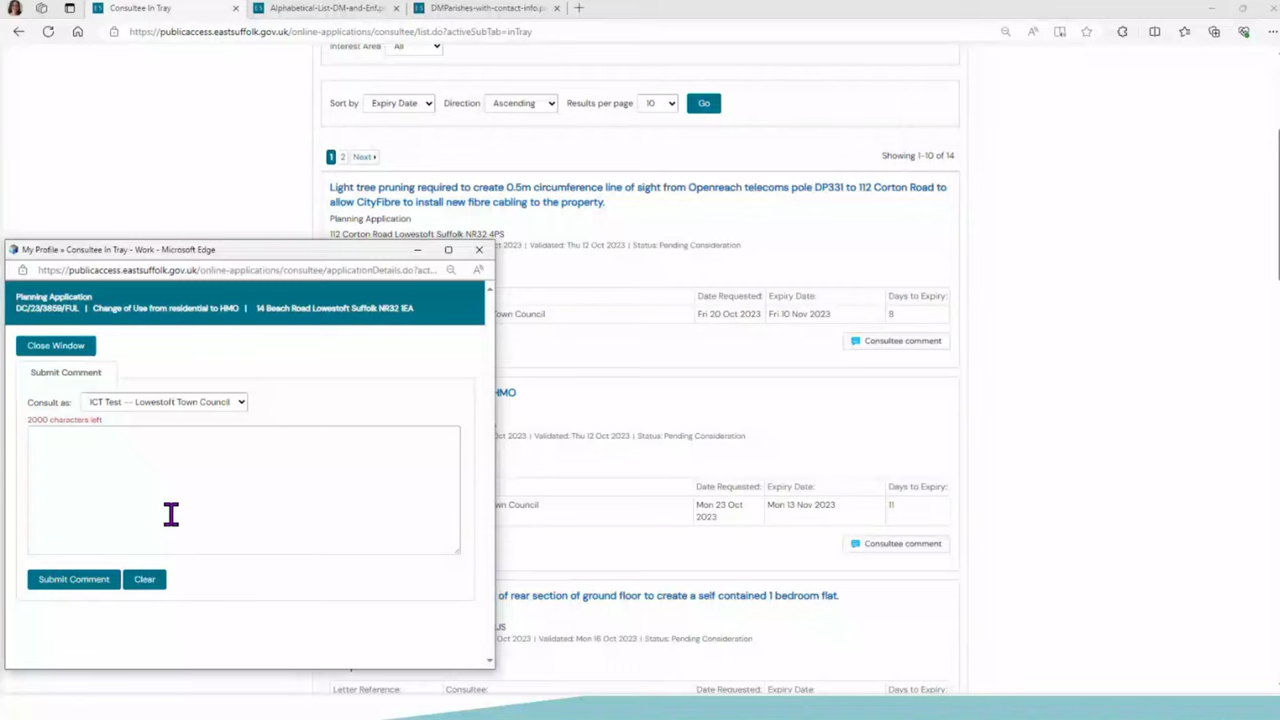 Consultee In Tray
Alphabetical-List-DM-and-Enf.p
DMParishes-with-contact-info.p
https://publicaccess.eastsuffolk.gov.uk/online-applications/consultee/list.do?activeSubTab=inTray
Interest Area All
Sort by Expiry Date Direction Ascending Results per page 10 Go
1 2 Next
Showing 1-10 of 14
Light tree pruning required to create 0.5m circumference line of sight from Openreach telecoms pole DP331 to 112 Corton Road to
allow CityFibre to install new fibre cabling to the property.
Planning Application
112 Corton Road Lowestoft Suffolk NR32 4PS
ct 2023 | Validated: Thu 12 Oct 2023 | Status: Pending Consideration
Date Requested: Expiry Date: Days to Expiry:
own Council Fri 20 Oct 2023 Fri 10 Nov 2023 8
Consultee comment
HMO
ct 2023 | Validated: Thu 12 Oct 2023 | Status: Pending Consideration
Date Requested: Expiry Date: Days to Expiry:
wn Council Mon 23 Oct 2023 Mon 13 Nov 2023 11
Consultee comment
of rear section of ground floor to create a self contained 1 bedroom flat.
US
Oct 2023 | Validated: Mon 16 Oct 2023 | Status: Pending Consideration
Letter Reference: Consultee: Date Requested: Expiry Date: Days to Expiry:
My Profile » Consultee In Tray - Work - Microsoft Edge
https://publicaccess.eastsuffolk.gov.uk/online-applications/consultee/applicationDetails.do?act...
Planning Application
DC/23/3859/FUL | Change of Use from residential to HMO | 14 Beach Road Lowestoft Suffolk NR32 1EA
Close Window
Submit Comment
Consult as: ICT Test -- Lowestoft Town Council
2000 characters left
Submit Comment Clear